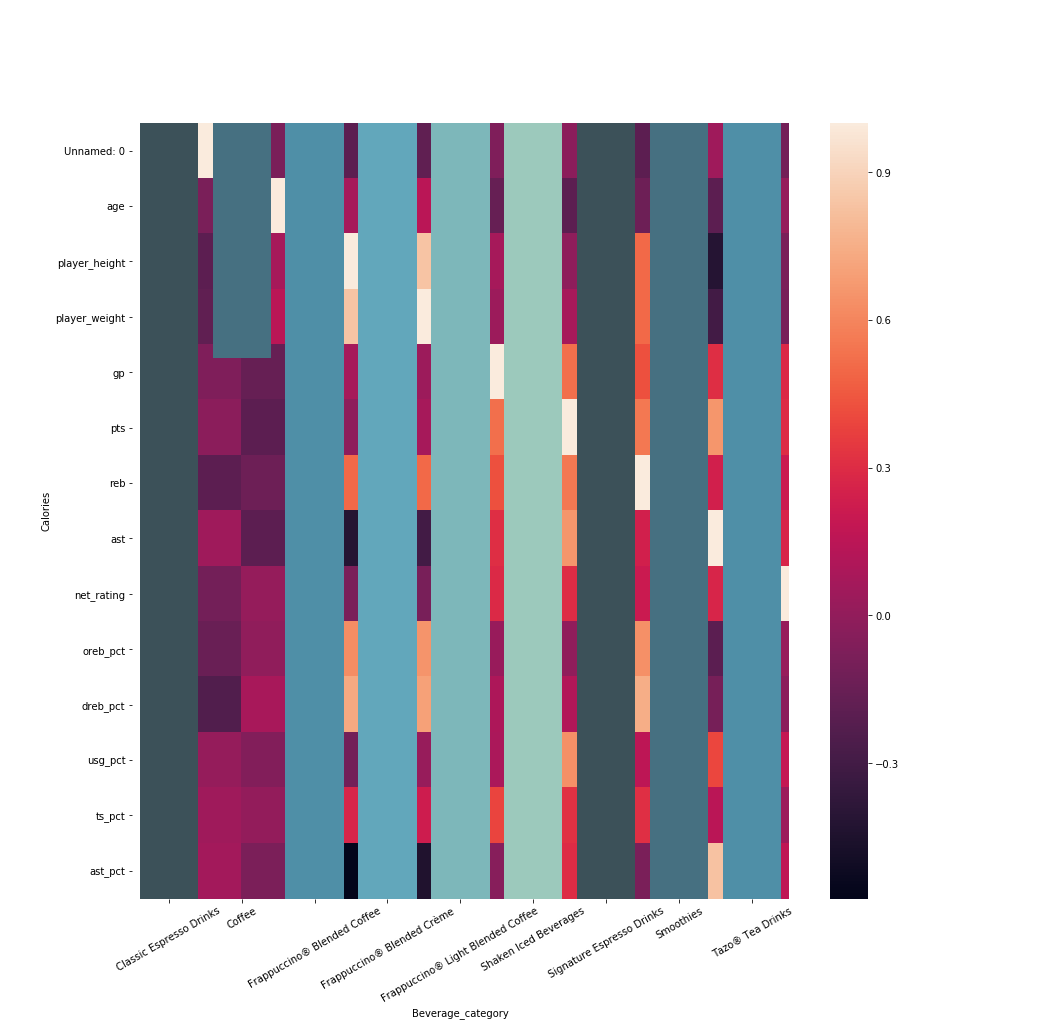 Unnamed: 0
age
player_height
player_weight
gp
pts
reb
ast
net_rating
oreb_pct
dreb_pct
usg_pct
ts_pct
ast_pct
Calories
Classic Espresso Drinks
Coffee
Frappuccino® Blended Coffee
Frappuccino® Blended Crème
Frappuccino® Light Blended Coffee
Shaken Iced Beverages
Signature Espresso Drinks
Smoothies
Tazo® Tea Drinks
Beverage_category
0.9
0.6
0.3
0.0
−0.3